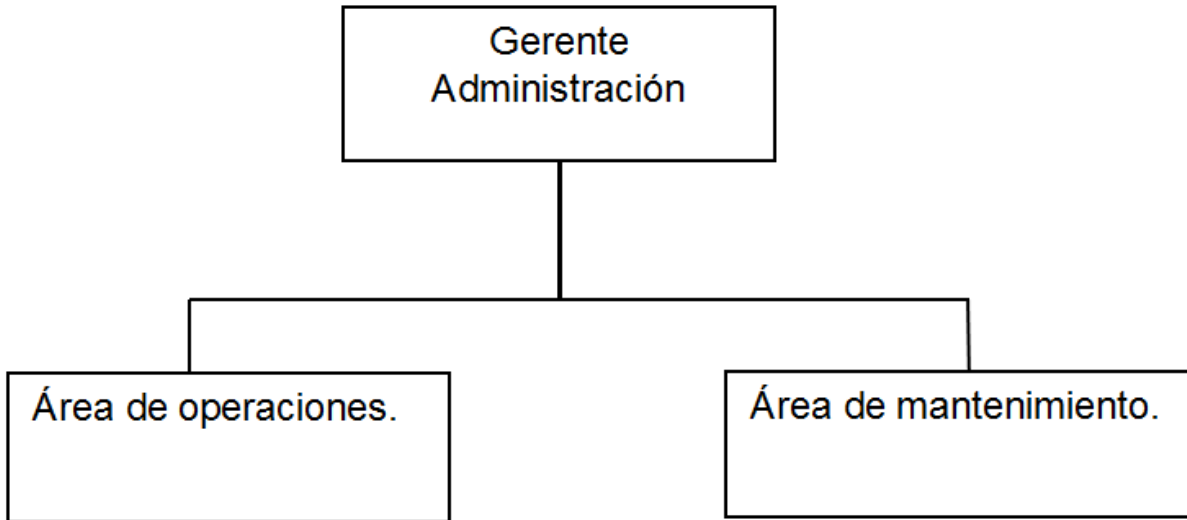 Gerente
Administración
Área de operaciones.
Área de mantenimiento.